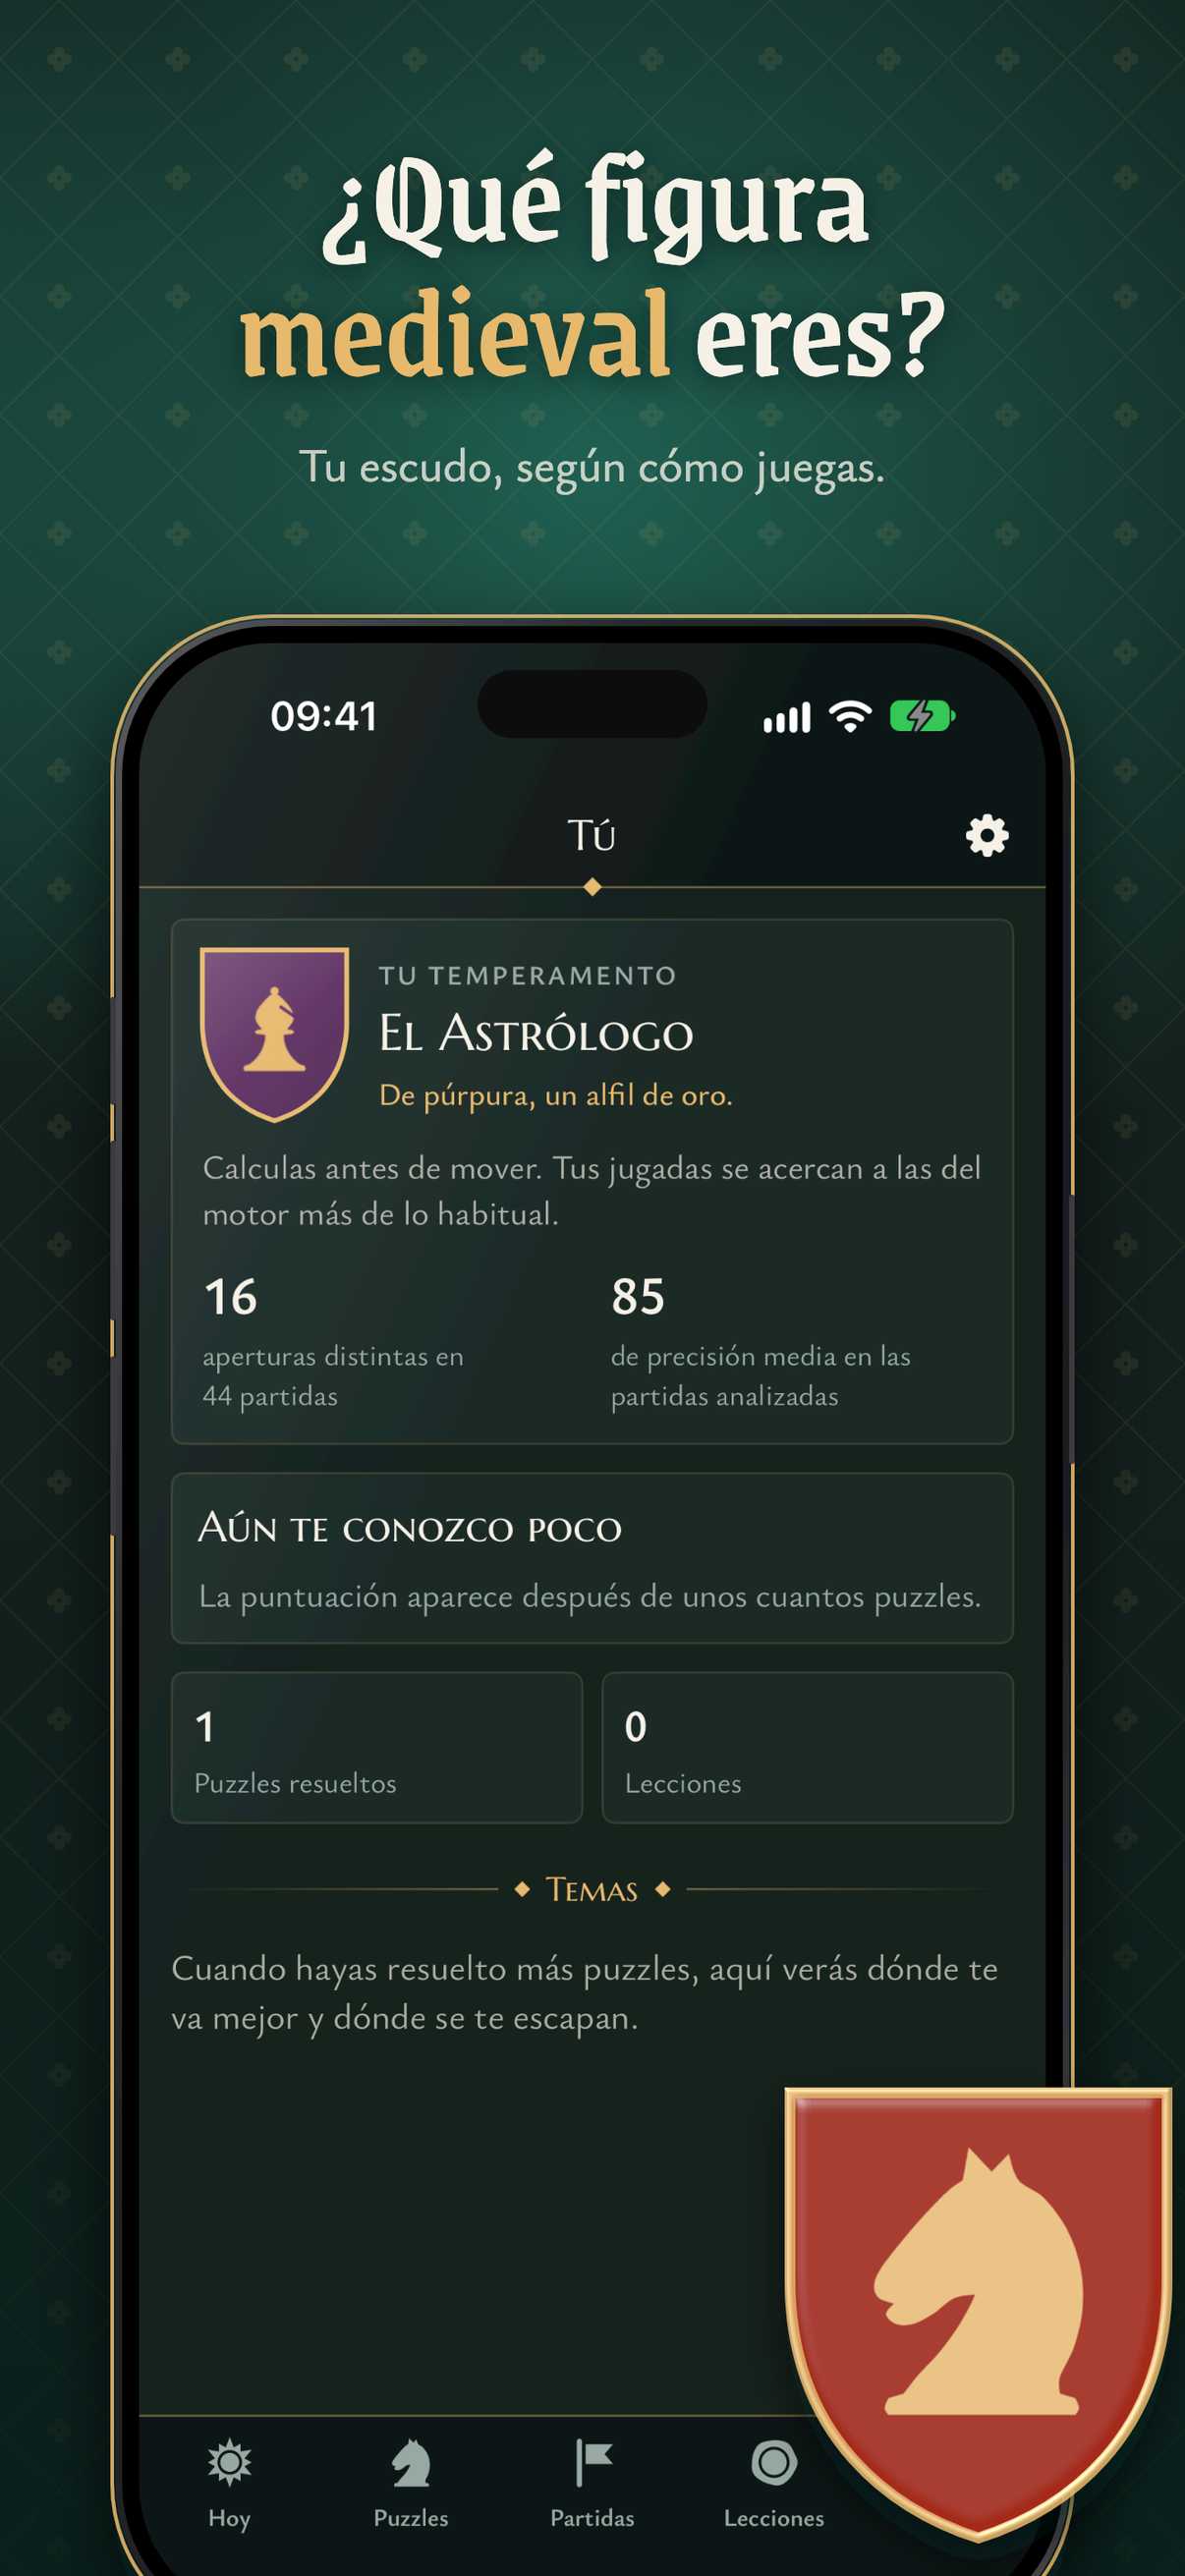 ¿Qué figura
medieval eres?
Tu escudo, según cómo juegas.
09:41
Tú
TU TEMPERAMENTO
El Astrólogo
De púrpura, un alfil de oro.
Calculas antes de mover. Tus jugadas se acercan a las del
motor más de lo habitual.
16
aperturas distintas en
44 partidas
85
de precisión media en las
partidas analizadas
Aún te conozco poco
La puntuación aparece después de unos cuantos puzzles.
1
Puzzles resueltos
0
Lecciones
Temas
Cuando hayas resuelto más puzzles, aquí verás dónde te
va mejor y dónde se te escapan.
Hoy
Puzzles
Partidas
Lecciones